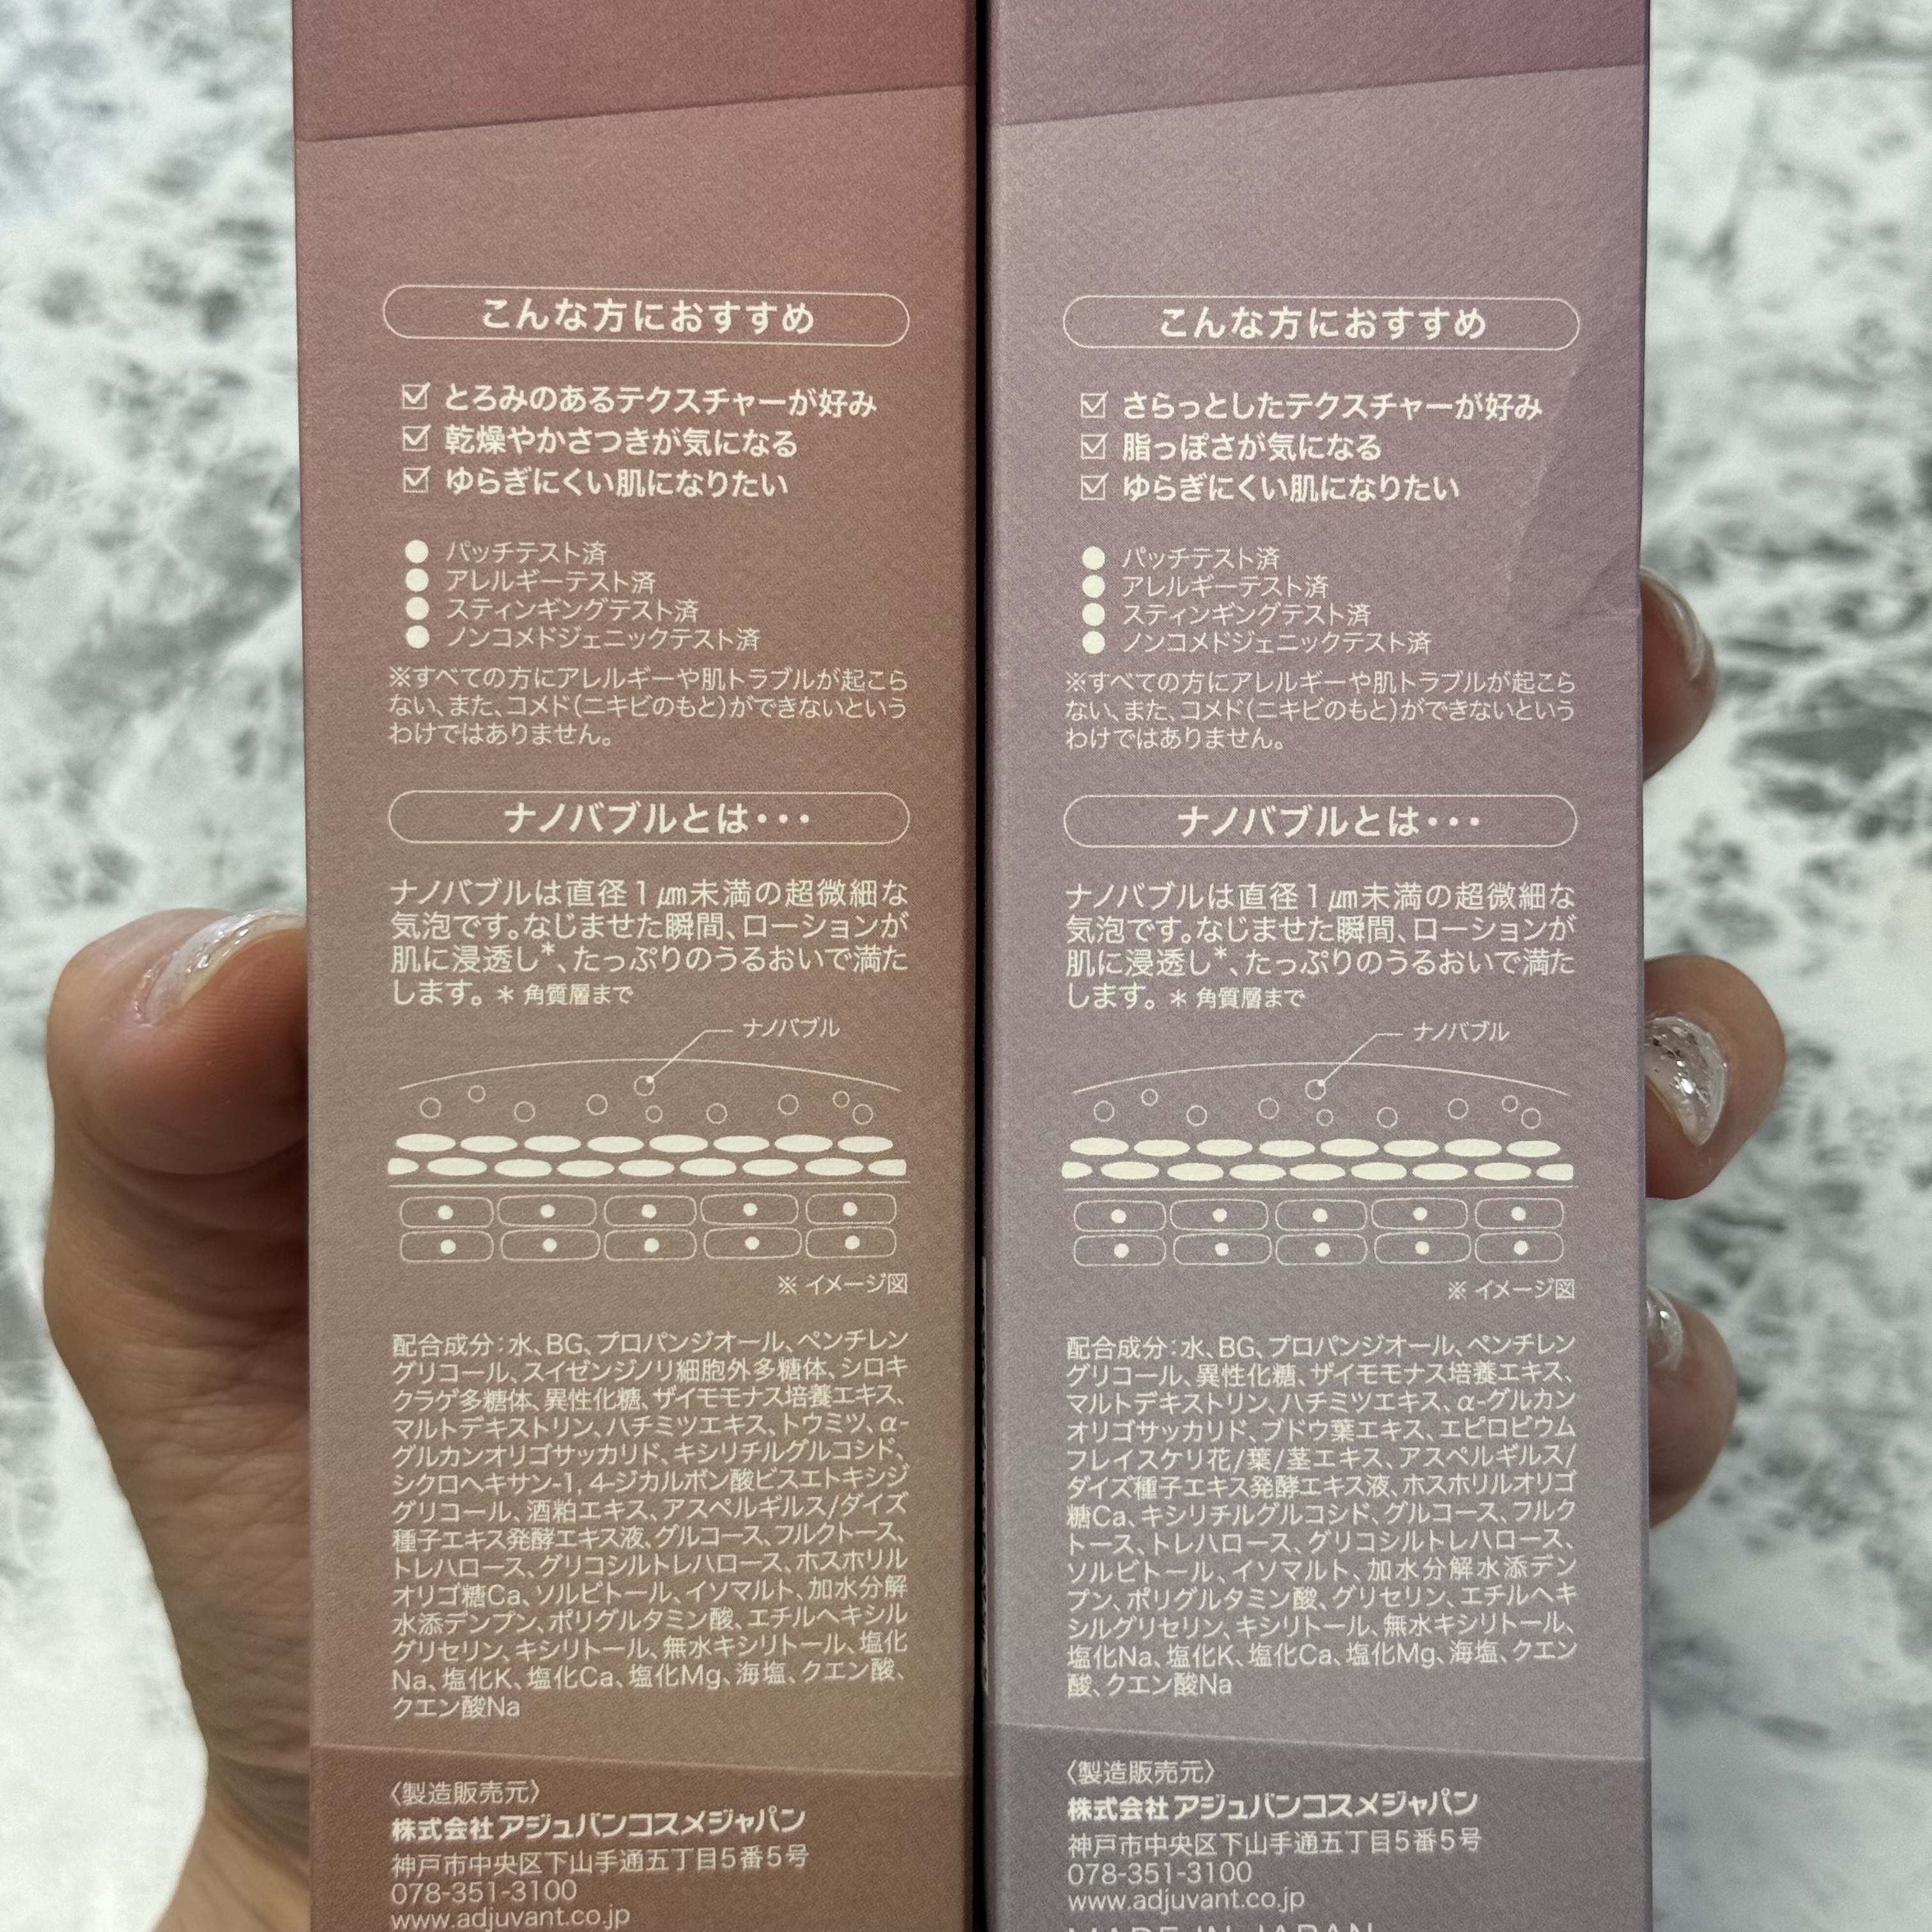 こんな方におすすめ
とろみのあるテクスチャーが好み
乾燥やかさつきが気になる
ゆらぎにくい肌になりたい
● パッチテスト済
● アレルギーテスト済
● スティンギングテスト済
● ノンコメドジェニックテスト済
※すべての方にアレルギーや肌トラブルが起こら
ない、また、コメド(ニキビのもと)ができないという
わけではありません。
ナノバブルとは・・・
ナノバブルは直径1㎛未満の超微細な
気泡です。なじませた瞬間、ローションが
肌に浸透し*、たっぷりのうるおいで満た
します。 * 角質層まで
ナノバブル
※ イメージ図
配合成分:水、BG、プロパンジオール、ペンチレン
グリコール、スイゼンジノリ細胞外多糖体、シロキ
クラゲ多糖体、異性化糖、ザイモモナス培養エキス、
マルトデキストリン、ハチミツエキス、トウミツ、α-
グルカンオリゴサッカリド、キシリチルグルコシド、
シクロヘキサン-1, 4-ジカルボン酸ビスエトキシジ
グリコール、酒粕エキス、アスペルギルス/ダイズ
種子エキス発酵エキス液、グルコース、フルクトース、
トレハロース、グリコシルトレハロース、ホスホリル
オリゴ糖Ca、ソルビトール、イソマルト、加水分解
水添デンプン、ポリグルタミン酸、エチルヘキシル
グリセリン、キシリトール、無水キシリトール、塩化
Na、塩化K、塩化Ca、塩化Mg、海塩、クエン酸、
クエン酸Na
〈製造販売元〉
株式会社 アジュバンコスメジャパン
神戸市中央区下山手通五丁目5番5号
078-351-3100
www.adjuvant.co.jp
こんな方におすすめ
さらっとしたテクスチャーが好み
脂っぽさが気になる
ゆらぎにくい肌になりたい
● パッチテスト済
● アレルギーテスト済
● スティンギングテスト済
● ノンコメドジェニックテスト済
※すべての方にアレルギーや肌トラブルが起こら
ない、また、コメド(ニキビのもと)ができないという
わけではありません。
ナノバブルとは・・・
ナノバブルは直径1㎛未満の超微細な
気泡です。なじませた瞬間、ローションが
肌に浸透し*、たっぷりのうるおいで満た
します。 * 角質層まで
ナノバブル
※ イメージ図
配合成分:水、BG、プロパンジオール、ペンチレン
グリコール、異性化糖、ザイモモナス培養エキス、
マルトデキストリン、ハチミツエキス、α-グルカン
オリゴサッカリド、ブドウ葉エキス、エピロビウム
フレイスケリ花/葉/茎エキス、アスペルギルス/
ダイズ種子エキス発酵エキス液、ホスホリルオリゴ
糖Ca、キシリチルグルコシド、グルコース、フルク
トース、トレハロース、グリコシルトレハロース、
ソルビトール、イソマルト、加水分解水添デン
プン、ポリグルタミン酸、グリセリン、エチルヘキ
シルグリセリン、キシリトール、無水キシリトール、
塩化Na、塩化K、塩化Ca、塩化Mg、海塩、クエン
酸、クエン酸Na
〈製造販売元〉
株式会社 アジュバンコスメジャパン
神戸市中央区下山手通五丁目5番5号
078-351-3100
www.adjuvant.co.jp
MADE IN JAPAN